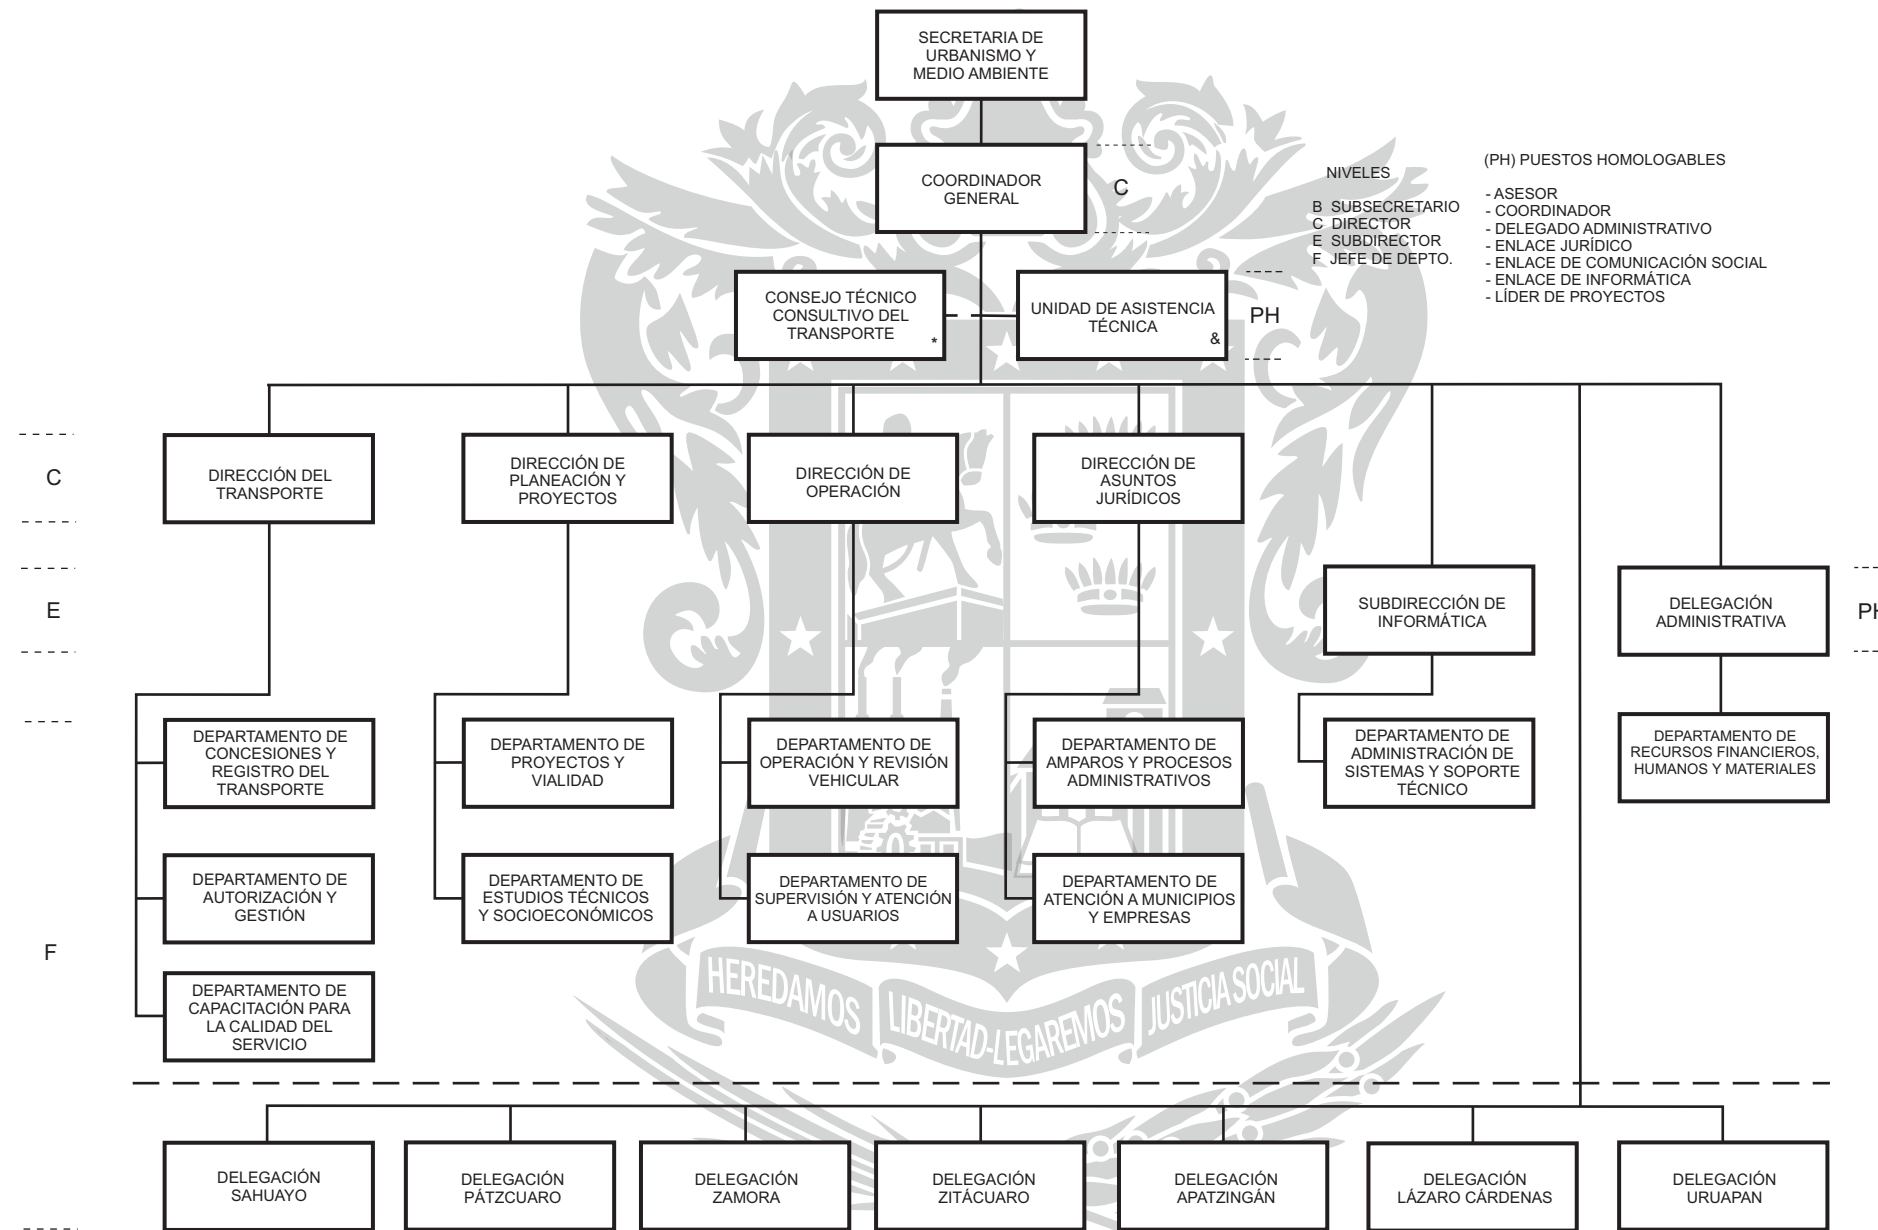 SECRETARIA DE
URBANISMO Y
MEDIO AMBIENTE
COORDINADOR
GENERAL
C
NIVELES
B SUBSECRETARIO
C DIRECTOR
E SUBDIRECTOR
F JEFE DE DEPTO.
(PH) PUESTOS HOMOLOGABLES
- ASESOR
- COORDINADOR
- DELEGADO ADMINISTRATIVO
- ENLACE JURÍDICO
- ENLACE DE COMUNICACIÓN SOCIAL
- ENLACE DE INFORMÁTICA
- LÍDER DE PROYECTOS
CONSEJO TÉCNICO
CONSULTIVO DEL
TRANSPORTE
*
UNIDAD DE ASISTENCIA
TÉCNICA
&
PH
C
DIRECCIÓN DEL
TRANSPORTE
DIRECCIÓN DE
PLANEACIÓN Y
PROYECTOS
DIRECCIÓN DE
OPERACIÓN
DIRECCIÓN DE
ASUNTOS
JURÍDICOS
E
SUBDIRECCIÓN DE
INFORMÁTICA
DELEGACIÓN
ADMINISTRATIVA
PH
DEPARTAMENTO DE
CONCESIONES Y
REGISTRO DEL
TRANSPORTE
DEPARTAMENTO DE
PROYECTOS Y
VIALIDAD
DEPARTAMENTO DE
OPERACIÓN Y REVISIÓN
VEHICULAR
DEPARTAMENTO DE
AMPAROS Y PROCESOS
ADMINISTRATIVOS
DEPARTAMENTO DE
ADMINISTRACIÓN DE
SISTEMAS Y SOPORTE
TÉCNICO
DEPARTAMENTO DE
RECURSOS FINANCIEROS,
HUMANOS Y MATERIALES
DEPARTAMENTO DE
AUTORIZACIÓN Y
GESTIÓN
DEPARTAMENTO DE
ESTUDIOS TÉCNICOS
Y SOCIOECONÓMICOS
DEPARTAMENTO DE
SUPERVISIÓN Y ATENCIÓN
A USUARIOS
DEPARTAMENTO DE
ATENCIÓN A MUNICIPIOS
Y EMPRESAS
F
DEPARTAMENTO DE
CAPACITACIÓN PARA
LA CALIDAD DEL
SERVICIO
HEREDAMOS LIBERTAD-LEGAREMOS JUSTICIA SOCIAL
DELEGACIÓN
SAHUAYO
DELEGACIÓN
PÁTZCUARO
DELEGACIÓN
ZAMORA
DELEGACIÓN
ZITÁCUARO
DELEGACIÓN
APATZINGÁN
DELEGACIÓN
LÁZARO CÁRDENAS
DELEGACIÓN
URUAPAN